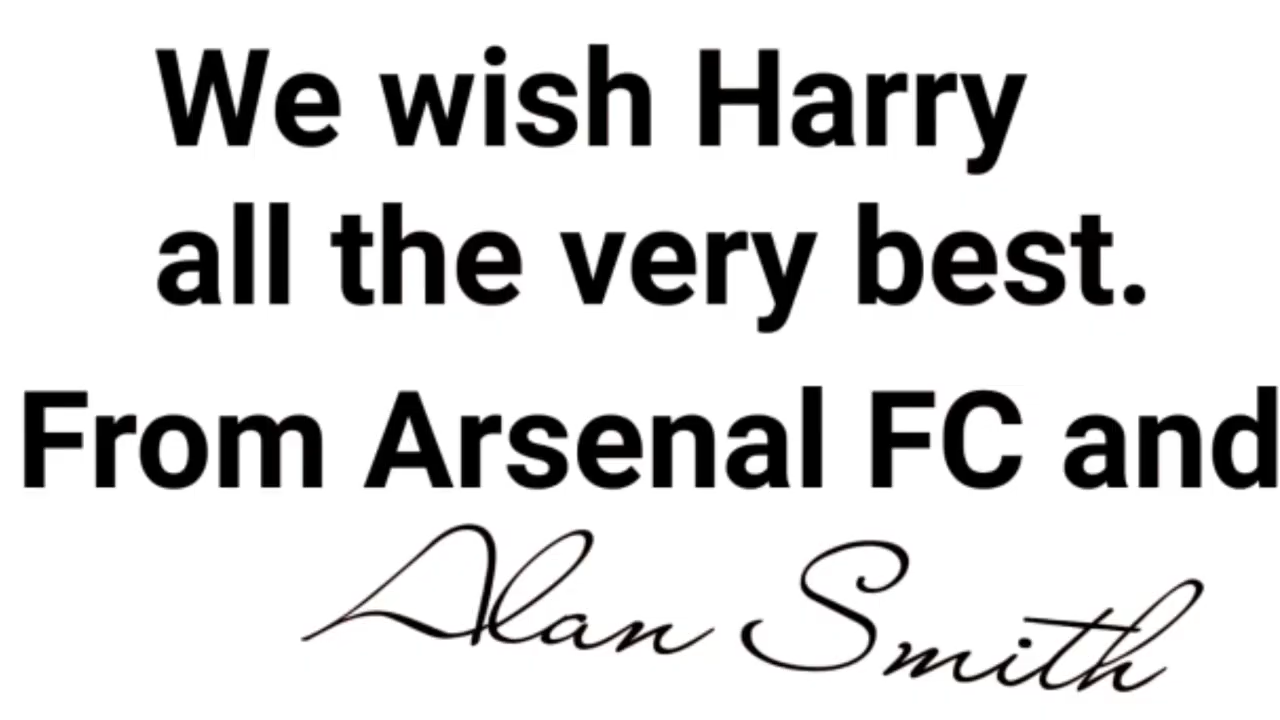 We wish Harry
all the very best.
From Arsenal FC and
Alan Smith